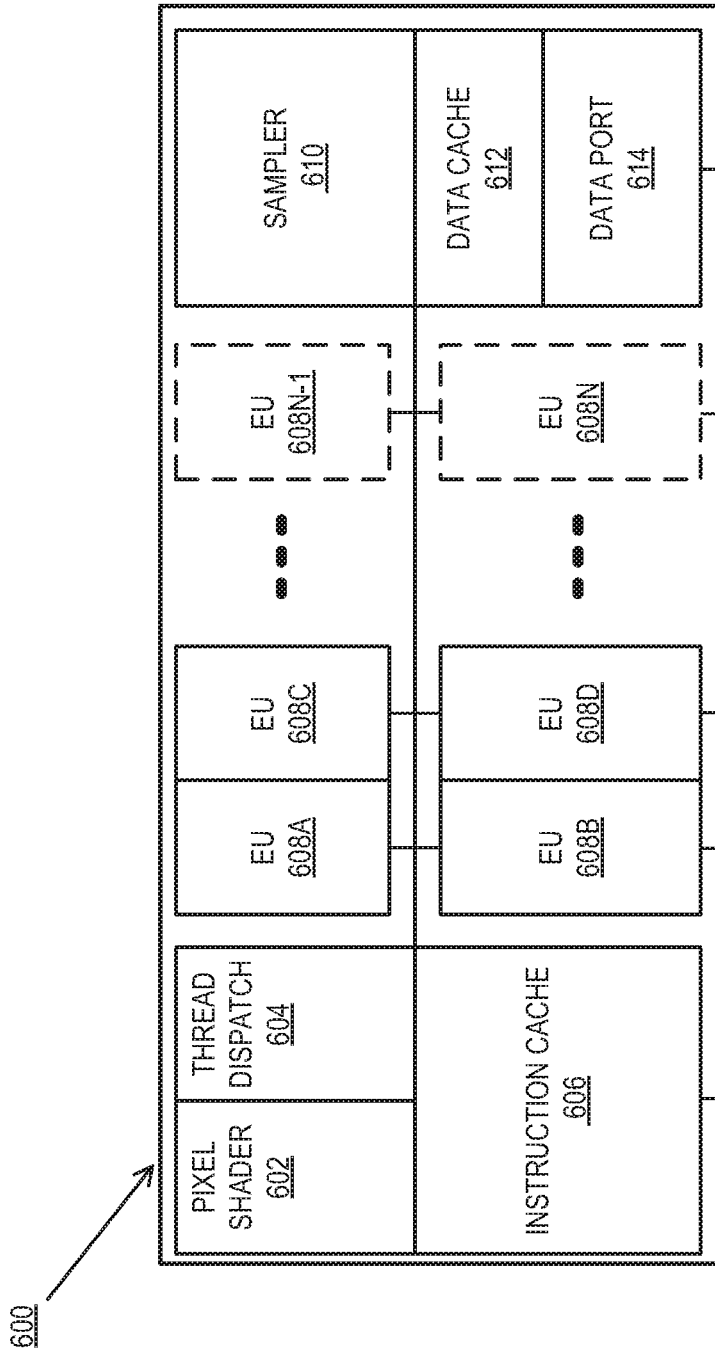 600
PIXEL
SHADER
602
THREAD
DISPATCH
604
INSTRUCTION CACHE
606
EU
608A
EU
608C
EU
608B
EU
608D
EU
608N-1
EU
608N
SAMPLER
610
DATA CACHE
612
DATA PORT
614